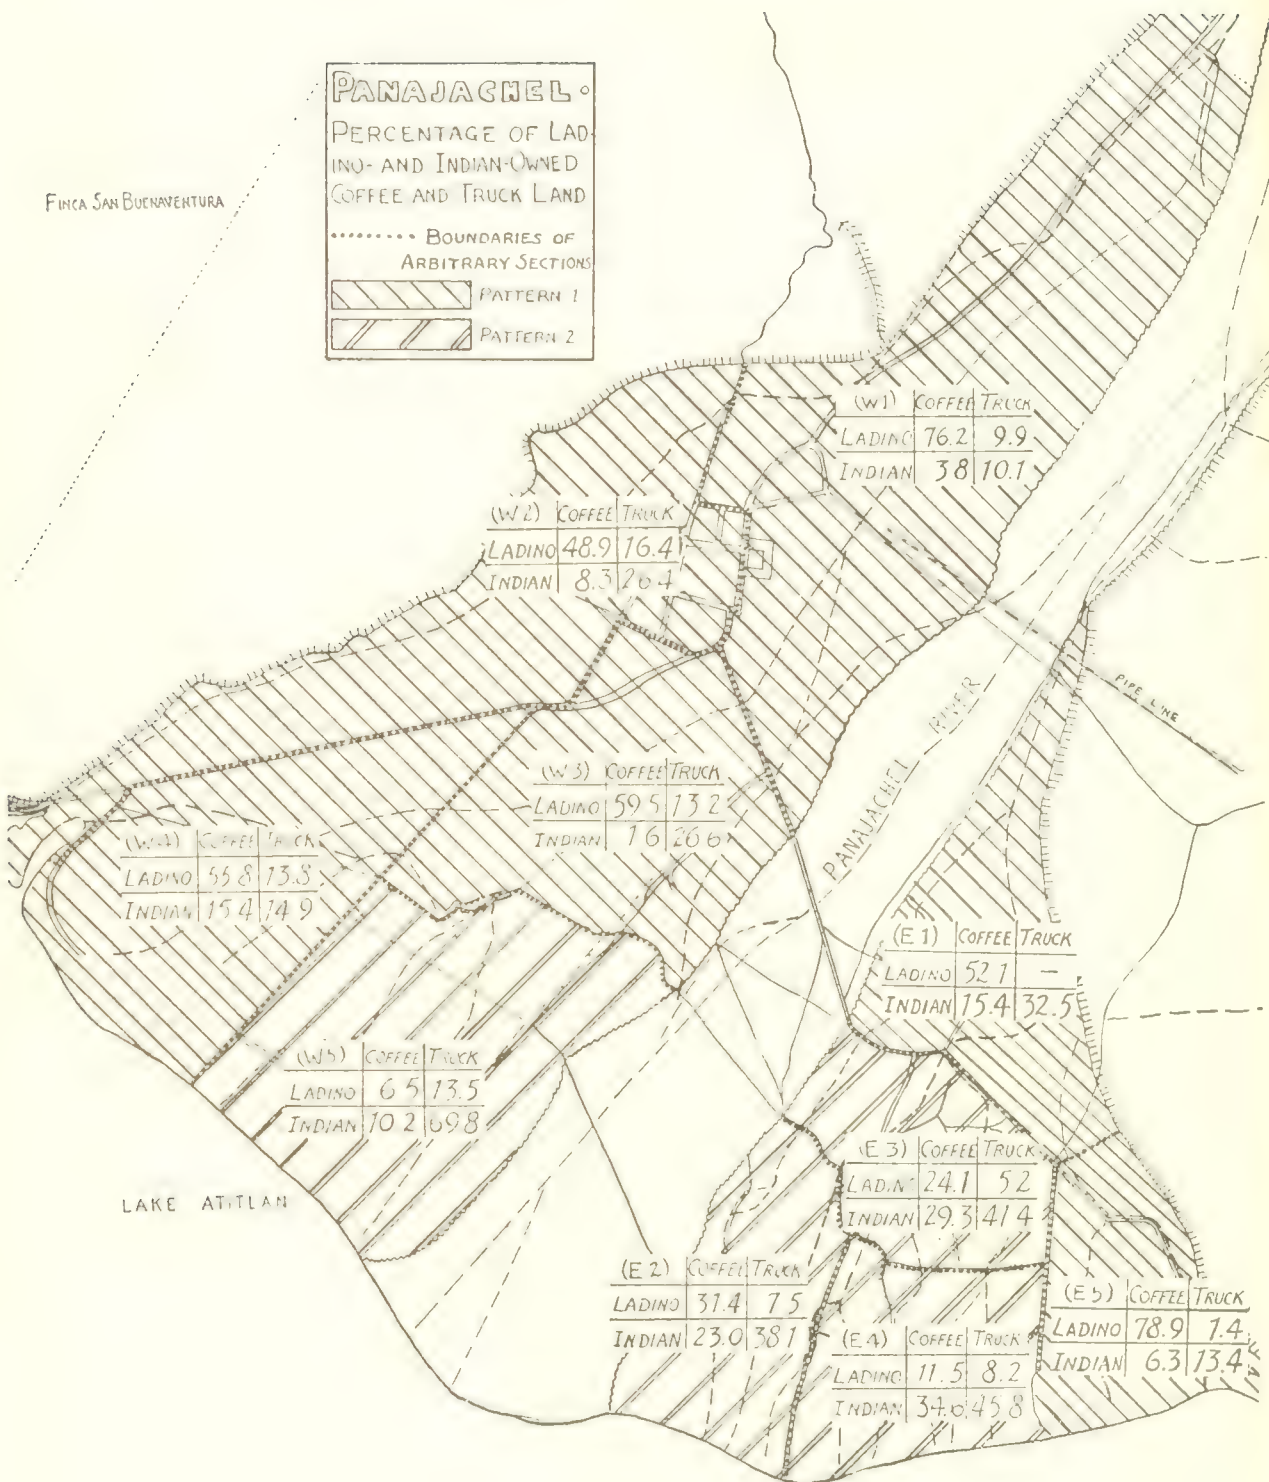 PANAJACHEL
PERCENTAGE OF LAD-
INO- AND INDIAN-OWNED
COFFEE AND TRUCK LAND
BOUNDARIES OF
ARBITRARY SECTIONS
PATTERN 1
PATTERN 2
FINCA SAN BUENAVENTURA
(W1) COFFEE TRUCK
LADINO 76.2 9.9
INDIAN 3.8 10.1
(W2) COFFEE TRUCK
LADINO 48.9 16.4
INDIAN 8.3 26.4
PIPE LINE
PANAJACHEL RIVER
(W3) COFFEE TRUCK
LADINO 59.5 13.2
INDIAN 1.6 26.6
(W4) COFFEE TRUCK
LADINO 55.8 13.8
INDIAN 15.4 14.9
(E1) COFFEE TRUCK
LADINO 52.1 —
INDIAN 15.4 32.5
(W5) COFFEE TRUCK
LADINO 6.5 13.5
INDIAN 10.2 69.8
LAKE ATITLAN
(E3) COFFEE TRUCK
LADINO 24.1 5.2
INDIAN 29.3 41.4
(E2) COFFEE TRUCK
LADINO 31.4 7.5
INDIAN 23.0 38.1
(E5) COFFEE TRUCK
LADINO 78.9 1.4
INDIAN 6.3 13.4
(E4) COFFEE TRUCK
LADINO 11.5 8.2
INDIAN 34.6 45.8